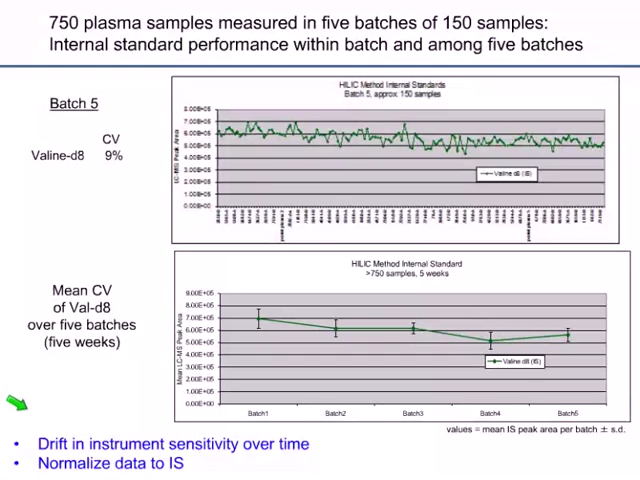 750 plasma samples measured in five batches of 150 samples:
Internal standard performance within batch and among five batches
Batch 5
CV
Valine-d8 9%
HILIC Method Internal Standards
Batch 5, approx 150 samples
LC-MS Peak Area
8.00E+05
7.00E+05
6.00E+05
5.00E+05
4.00E+05
3.00E+05
2.00E+05
1.00E+05
0.00E+00
Valine d8 (IS)
Mean CV
of Val-d8
over five batches
(five weeks)
HILIC Method Internal Standard
>750 samples, 5 weeks
Mean LC-MS Peak Area
9.00E+05
8.00E+05
7.00E+05
6.00E+05
5.00E+05
4.00E+05
3.00E+05
2.00E+05
1.00E+05
0.00E+00
Valine d8 (IS)
Batch1 Batch2 Batch3 Batch4 Batch5
values = mean IS peak area per batch ± s.d.
• Drift in instrument sensitivity over time
• Normalize data to IS